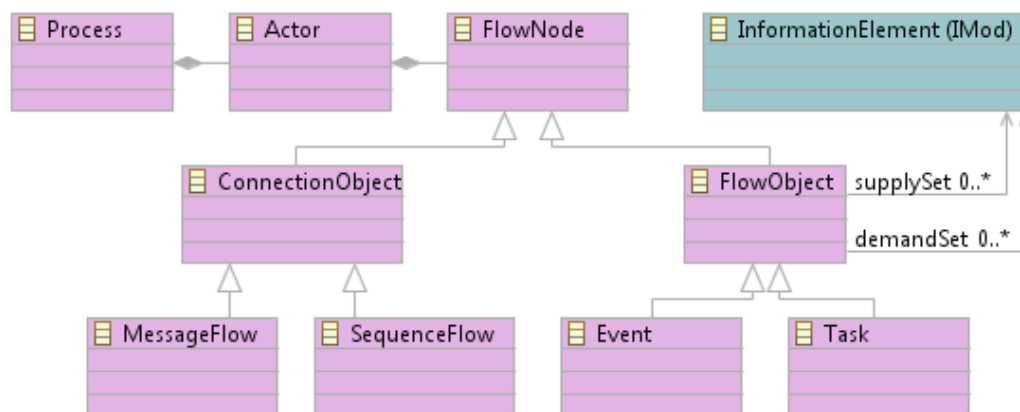 Process
Actor
FlowNode
InformationElement (IMod)
ConnectionObject
FlowObject
supplySet 0..*
demandSet 0..*
MessageFlow
SequenceFlow
Event
Task